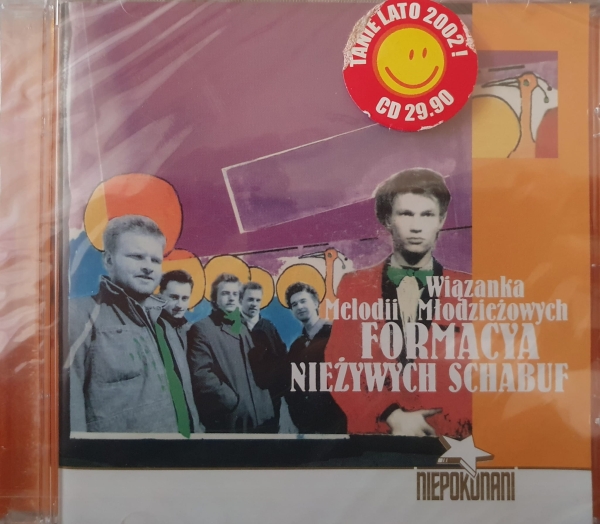 TANIE LATO 2002!
CD 29.90
Wiązanka
Melodii Młodzieżowych
FORMACYA
NIEŻYWYCH SCHABUF
NIEPOKONANI